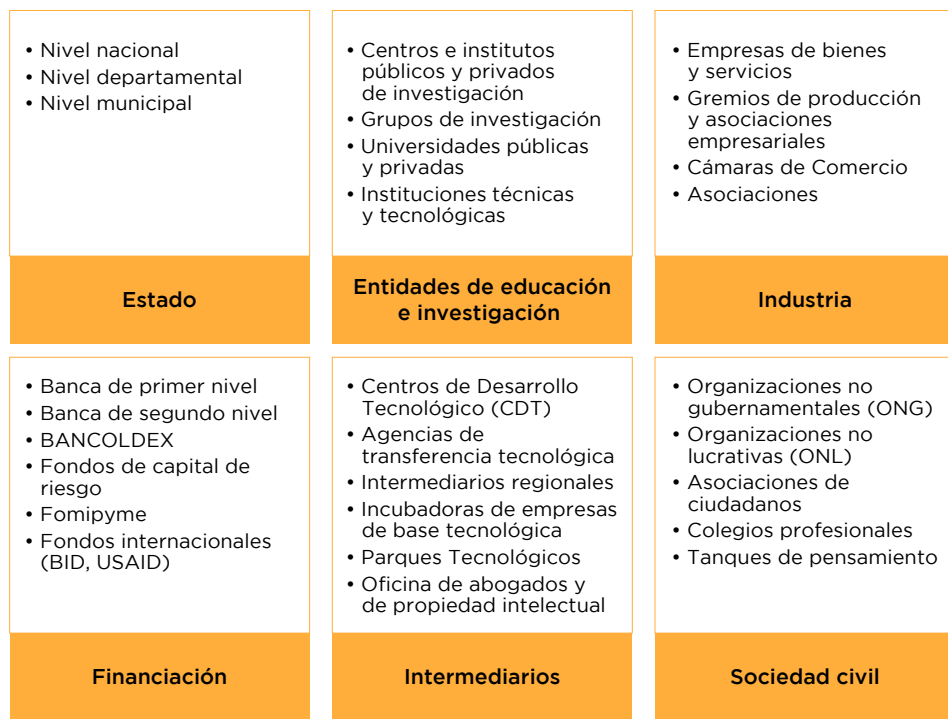 • Nivel nacional
• Nivel departamental
• Nivel municipal
Estado
• Centros e institutos
públicos y privados
de investigación
• Grupos de investigación
• Universidades públicas
y privadas
• Instituciones técnicas
y tecnológicas
Entidades de educación
e investigación
• Empresas de bienes
y servicios
• Gremios de producción
y asociaciones
empresariales
• Cámaras de Comercio
• Asociaciones
Industria
• Banca de primer nivel
• Banca de segundo nivel
• BANCOLDEX
• Fondos de capital de
riesgo
• Fomipyme
• Fondos internacionales
(BID, USAID)
Financiación
• Centros de Desarrollo
Tecnológico (CDT)
• Agencias de
transferencia tecnológica
• Intermediarios regionales
• Incubadoras de empresas
de base tecnológica
• Parques Tecnológicos
• Oficina de abogados y
de propiedad intelectual
Intermediarios
• Organizaciones no
gubernamentales (ONG)
• Organizaciones no
lucrativas (ONL)
• Asociaciones de
ciudadanos
• Colegios profesionales
• Tanques de pensamiento
Sociedad civil